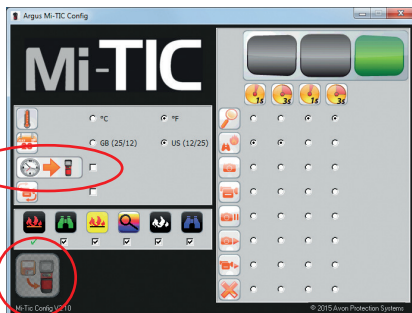 Argus Mi-TIC Config
Mi-TIC
°C
°F
GB (25/12)
US (12/25)
1s
3s
1s
3s
Mi-Tic Config V2.10
© 2015 Avon Protection Systems